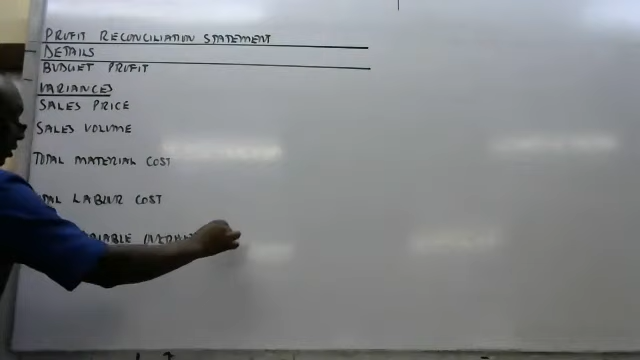 PROFIT RECONCILIATION STATEMENT
DETAILS
BUDGET PROFIT
VARIANCES
SALES PRICE
SALES VOLUME
TOTAL MATERIAL COST
LABOUR COST